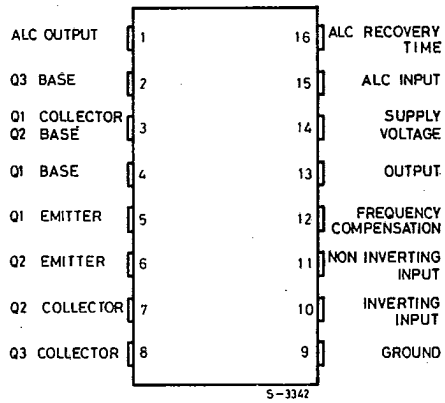 ALC OUTPUT 1 16 ALC RECOVERY
TIME
Q3 BASE 2 15 ALC INPUT
Q1 COLLECTOR
Q2 BASE 3 14 SUPPLY
VOLTAGE
Q1 BASE 4 13 OUTPUT
Q1 EMITTER 5 12 FREQUENCY
COMPENSATION
Q2 EMITTER 6 11 NON INVERTING
INPUT
Q2 COLLECTOR 7 10 INVERTING
INPUT
Q3 COLLECTOR 8 9 GROUND
S-3342